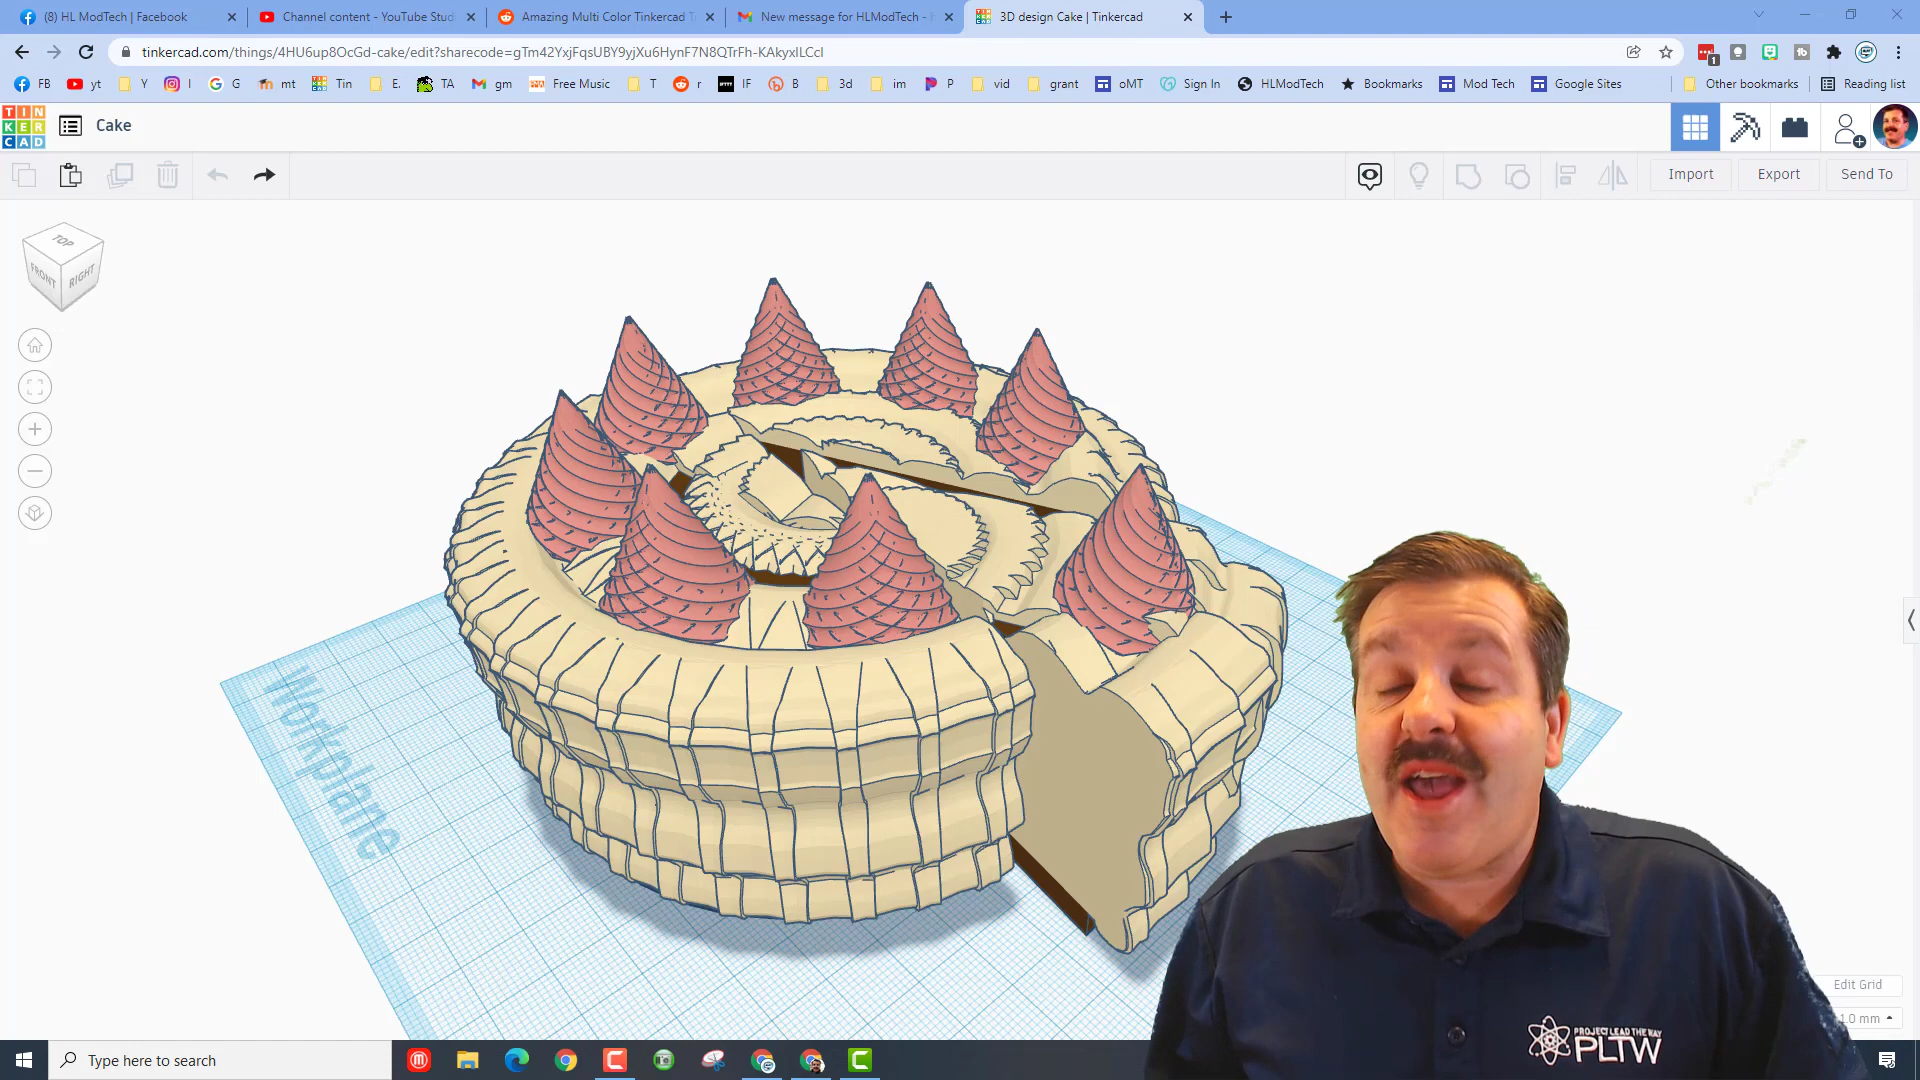 (8) HL ModTech | Facebook
Channel content - YouTube Stud
Amazing Multi Color Tinkercad T
New message for HLModTech -
3D design Cake | Tinkercad
tinkercad.com/things/4HU6up8OcGd-cake/edit?sharecode=gTm42YxjFqsUBY9yjXu6HynF7N8QTrFh-KAkyxILCcI
FB
yt
Y
I
G
mt
Tin
E.
TA
gm
Free Music
T
r
IF
B
3d
im
P
vid
grant
oMT
Sign In
HLModTech
Bookmarks
Mod Tech
Google Sites
Other bookmarks
Reading list
TIN
KER
CAD
Cake
Import
Export
Send To
TOP
FRONT
RIGHT
Workplane
Edit Grid
1.0 mm
PROJECT LEAD THE WAY
PLTW
Type here to search